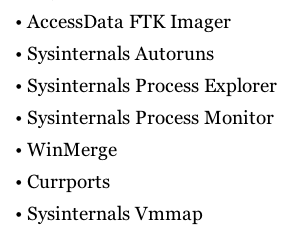 • AccessData FTK Imager
• Sysinternals Autoruns
• Sysinternals Process Explorer
• Sysinternals Process Monitor
• WinMerge
• Currports
• Sysinternals Vmmap